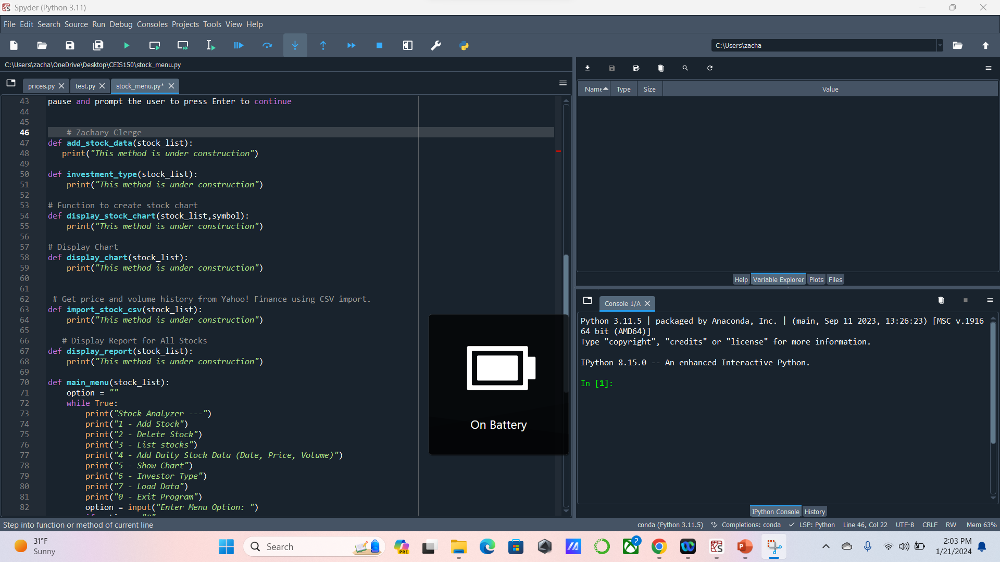 Spyder (Python 3.11)
File Edit Search Source Run Debug Consoles Projects Tools View Help
C:\Users\zacha
C:\Users\zacha\OneDrive\Desktop\CEIS150\stock_menu.py
prices.py test.py stock_menu.py*
43 pause and prompt the user to press Enter to continue
44
45
46 # Zachary Clerge
47 def add_stock_data(stock_list):
48 print("This method is under construction")
49
50 def investment_type(stock_list):
51 print("This method is under construction")
52
53 # Function to create stock chart
54 def display_stock_chart(stock_list,symbol):
55 print("This method is under construction")
56
57 # Display Chart
58 def display_chart(stock_list):
59 print("This method is under construction")
60
61
62 # Get price and volume history from Yahoo! Finance using CSV import.
63 def import_stock_csv(stock_list):
64 print("This method is under construction")
65
66 # Display Report for All Stocks
67 def display_report(stock_list):
68 print("This method is under construction")
69
70 def main_menu(stock_list):
71 option = ""
72 while True:
73 print("Stock Analyzer ---")
74 print("1 - Add Stock")
75 print("2 - Delete Stock")
76 print("3 - List stocks")
77 print("4 - Add Daily Stock Data (Date, Price, Volume)")
78 print("5 - Show Chart")
79 print("6 - Investor Type")
80 print("7 - Load Data")
81 print("0 - Exit Program")
82 option = input("Enter Menu Option: ")
On Battery
Name Type Size Value
Help Variable Explorer Plots Files
Console 1/A
Python 3.11.5 | packaged by Anaconda, Inc. | (main, Sep 11 2023, 13:26:23) [MSC v.1916
64 bit (AMD64)]
Type "copyright", "credits" or "license" for more information.
IPython 8.15.0 -- An enhanced Interactive Python.
In [1]:
IPython Console History
Step into function or method of current line
conda (Python 3.11.5) Completions: conda LSP: Python Line 46, Col 22 UTF-8 CRLF RW Mem 63%
31°F
Sunny
Search
PRE
2
2:03 PM
1/21/2024